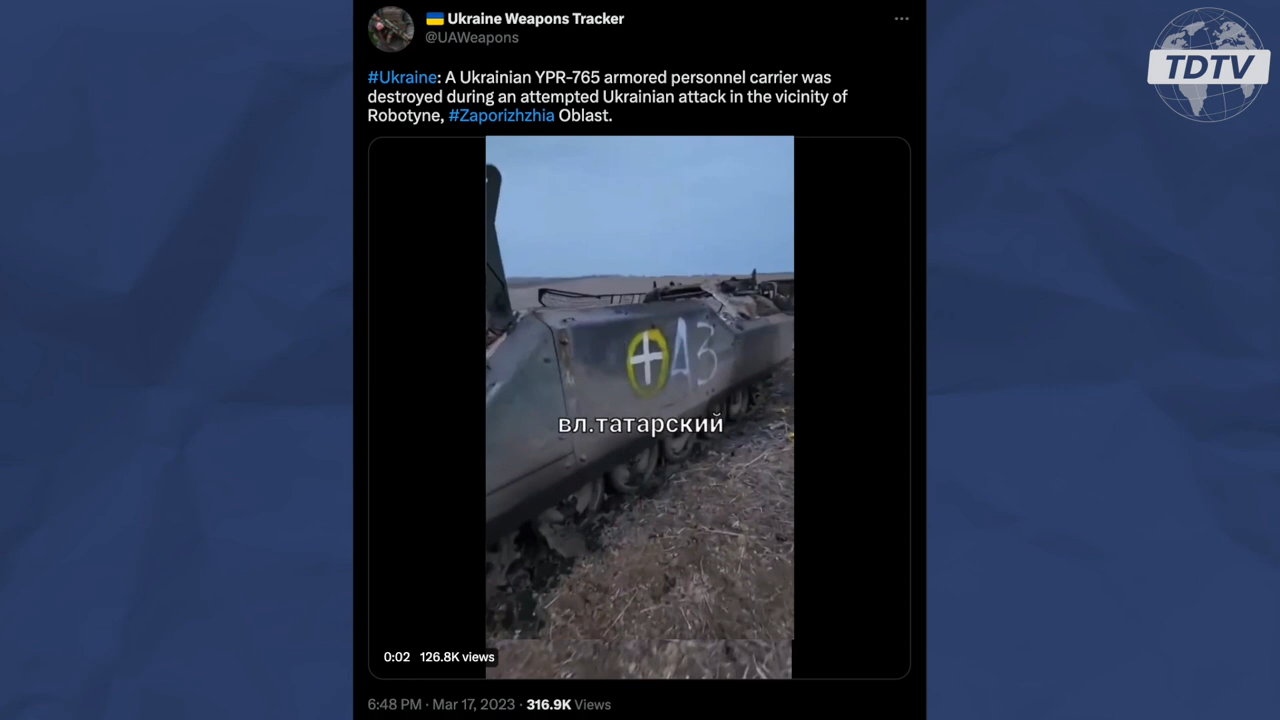 Ukraine Weapons Tracker
@UAWeapons
TDTV
#Ukraine: A Ukrainian YPR-765 armored personnel carrier was
destroyed during an attempted Ukrainian attack in the vicinity of
Robotyne, #Zaporizhzhia Oblast.
А3
вл.татарский
0:02 126.8K views
6:48 PM · Mar 17, 2023 · 316.9K Views